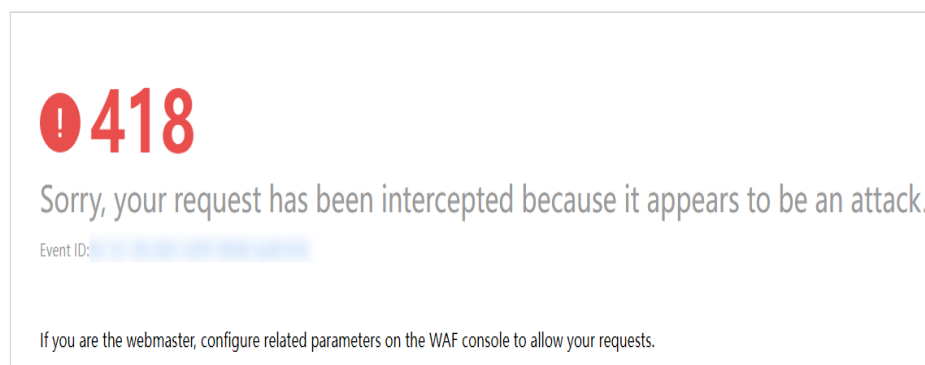 418
Sorry, your request has been intercepted because it appears to be an attack.
Event ID:
If you are the webmaster, configure related parameters on the WAF console to allow your requests.